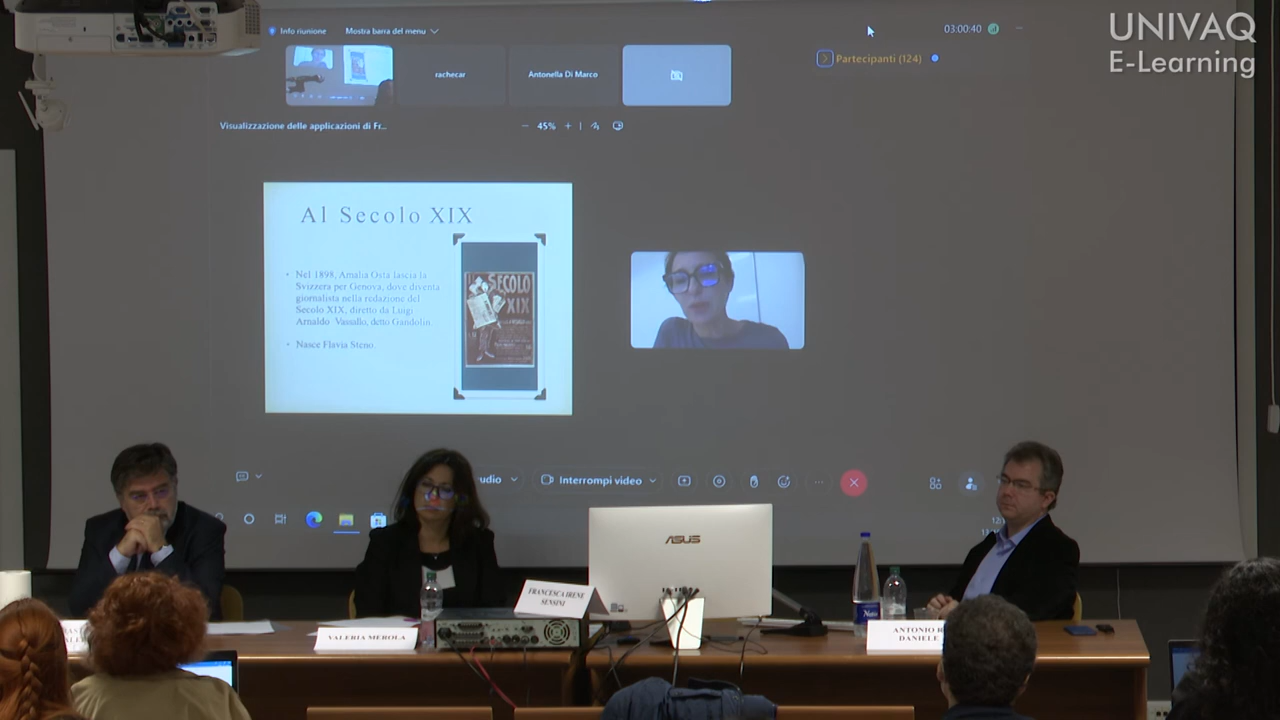 UNIVAQ
E-Learning
Info riunione
Mostra barra del menu
03:00:40
rachecar
Antonella Di Marco
Partecipanti (124)
Visualizzazione delle applicazioni di Fr...
45%
Al Secolo XIX
Nel 1898, Amalia Osta lascia la
Svizzera per Genova, dove diventa
giornalista nella redazione del
Secolo XIX, diretto da Luigi
Arnaldo Vassallo, detto Gandolin.
Nasce Flavia Steno
SECOLO
XIX
udio
Interrompi video
ASUS
FRANCESCA IRENE
SENSINI
VALERIA MEROLA
ANTONIO R
DANIELE